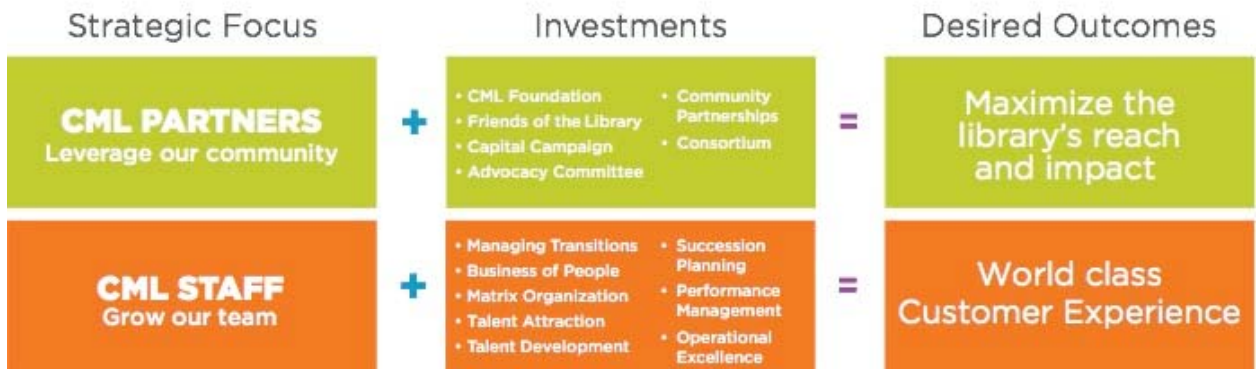 Strategic Focus
Investments
Desired Outcomes
CML PARTNERS
Leverage our community
+
• CML Foundation
• Friends of the Library
• Capital Campaign
• Advocacy Committee
• Community
Partnerships
• Consortium
=
Maximize the
library's reach
and impact
CML STAFF
Grow our team
+
• Managing Transitions
• Business of People
• Matrix Organization
• Talent Attraction
• Talent Development
• Succession
Planning
• Performance
Management
• Operational
Excellence
=
World class
Customer Experience